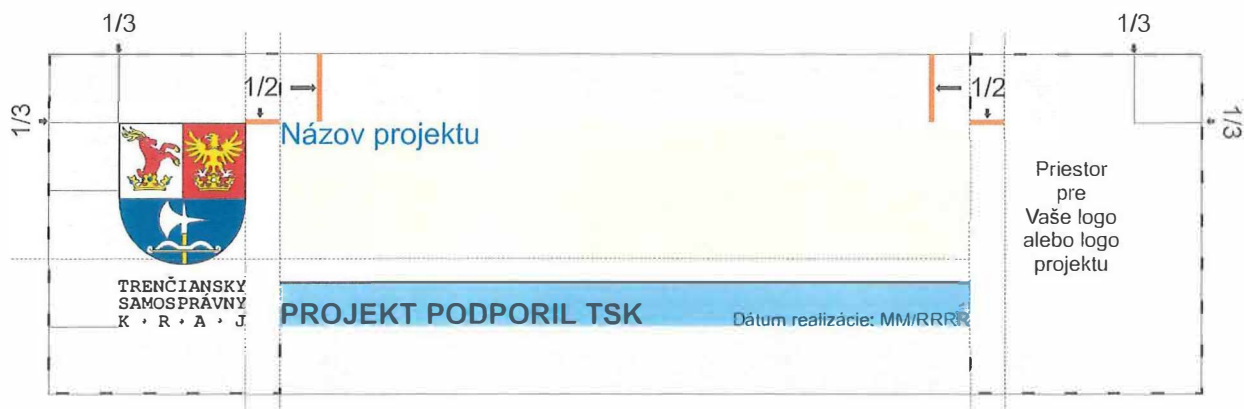 1/3
1/3
1/2
1/2
1/3
1/3
Názov projektu
Priestor
pre
Vaše logo
alebo logo
projektu
TRENČIANSKY
SAMOSPRÁVNY
K · R · A · J
PROJEKT PODPORIL TSK
Dátum realizácie: MM/RRRR